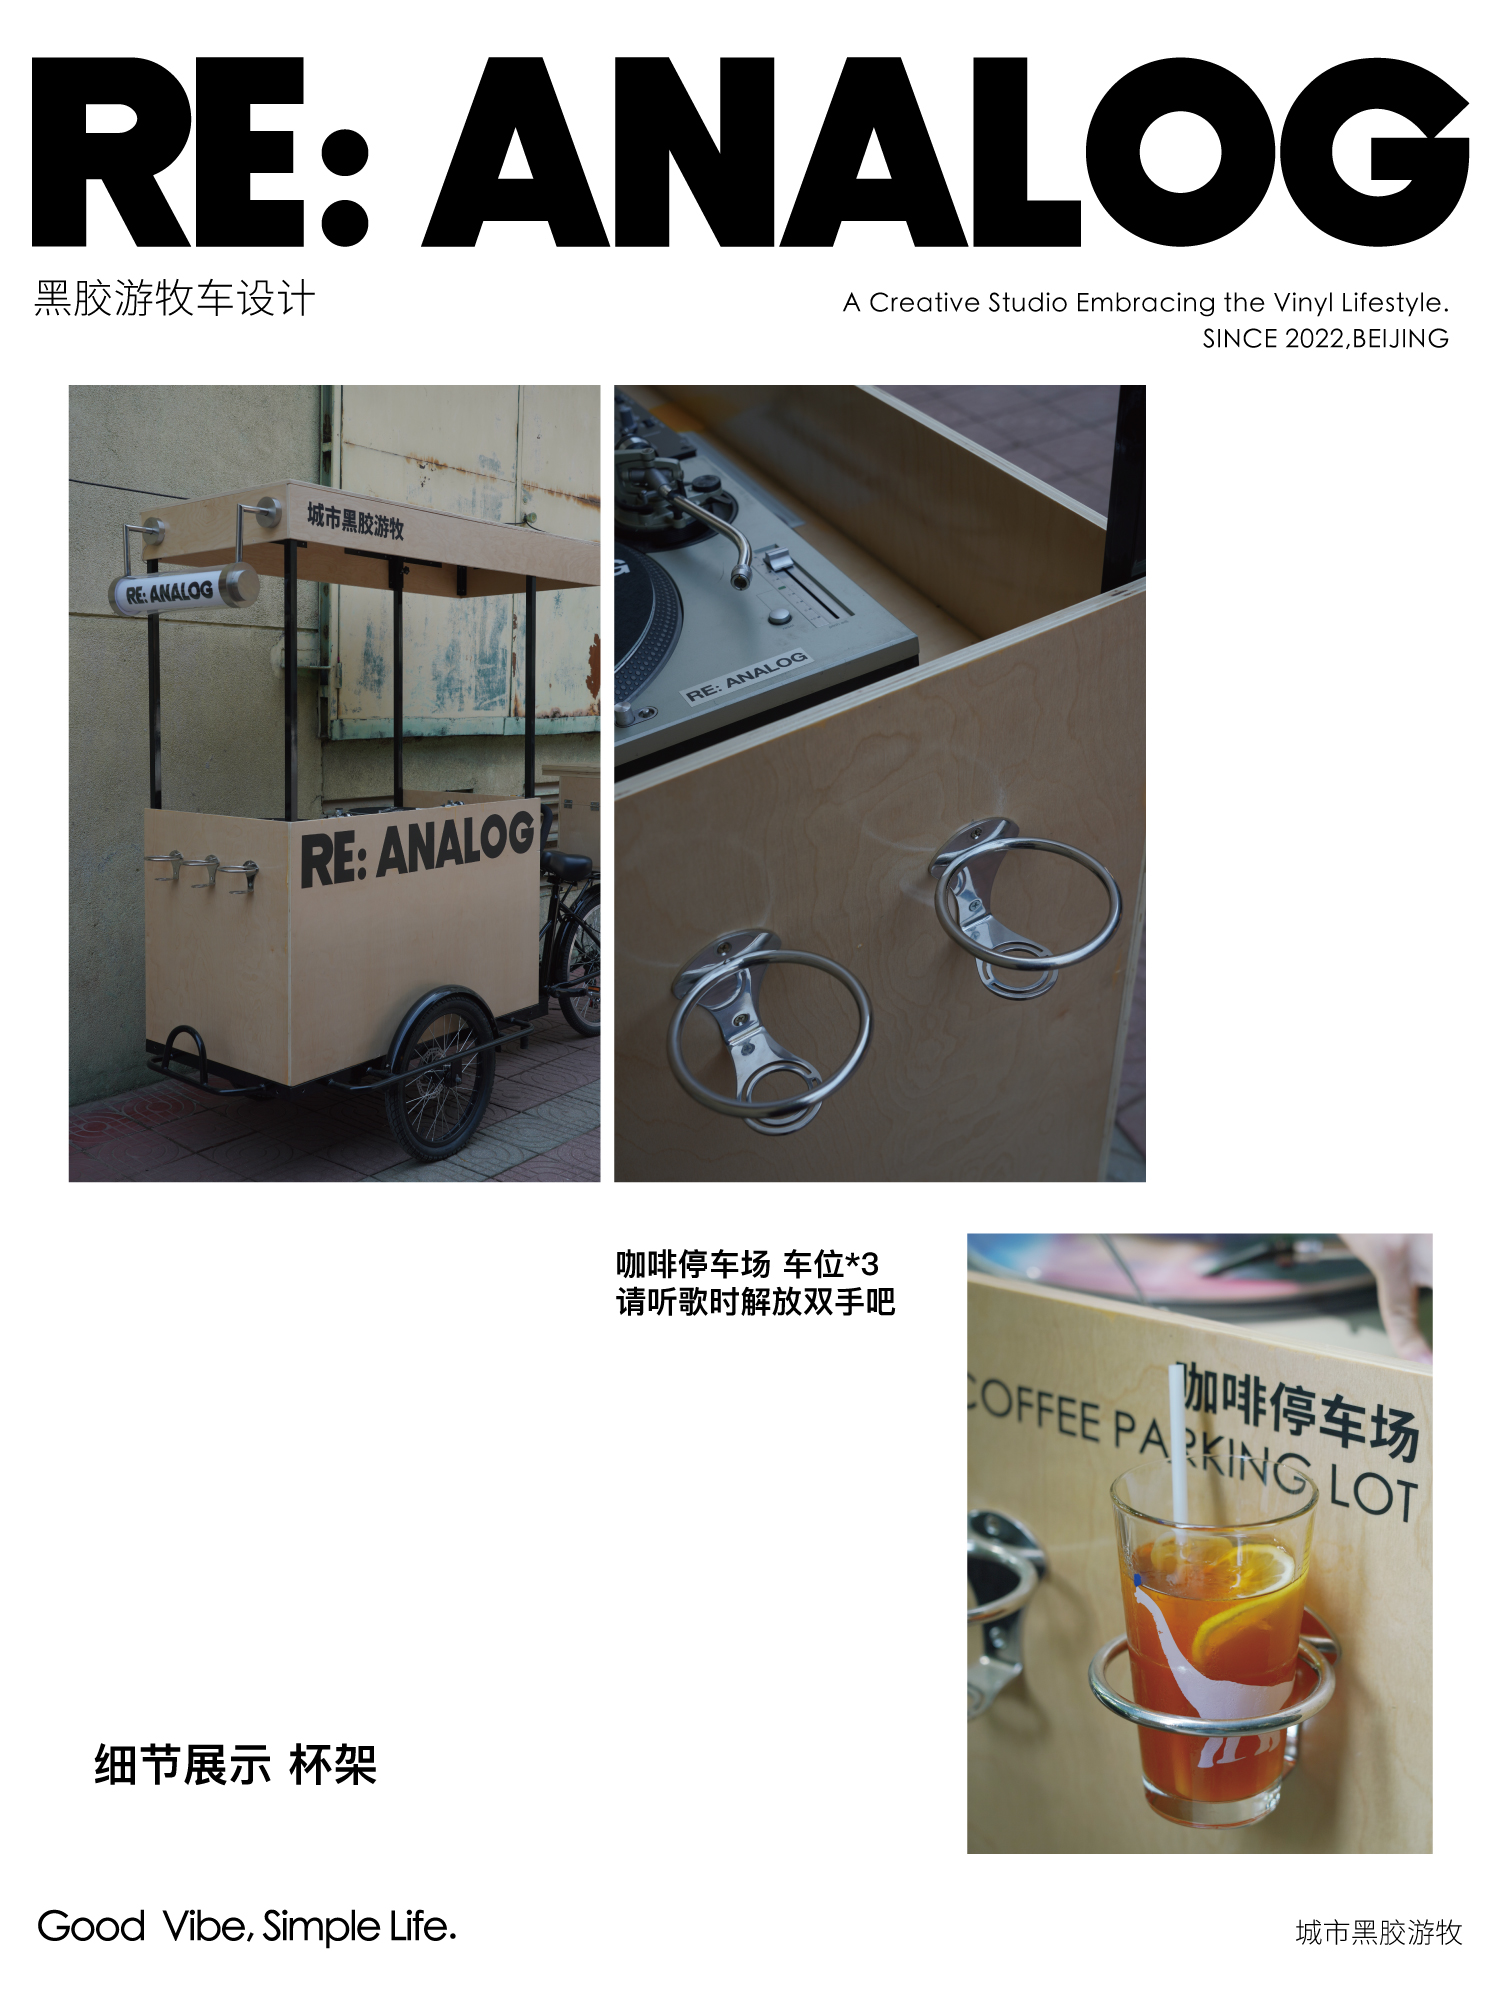 RE: ANALOG
黑胶游牧车设计
A Creative Studio Embracing the Vinyl Lifestyle.
SINCE 2022,BEIJING
城市黑胶游牧
RE: ANALOG
RE: ANALOG
RE: ANALOG
咖啡停车场 车位*3
请听歌时解放双手吧
咖啡停车场
COFFEE PARKING LOT
细节展示 杯架
Good Vibe, Simple Life.
城市黑胶游牧